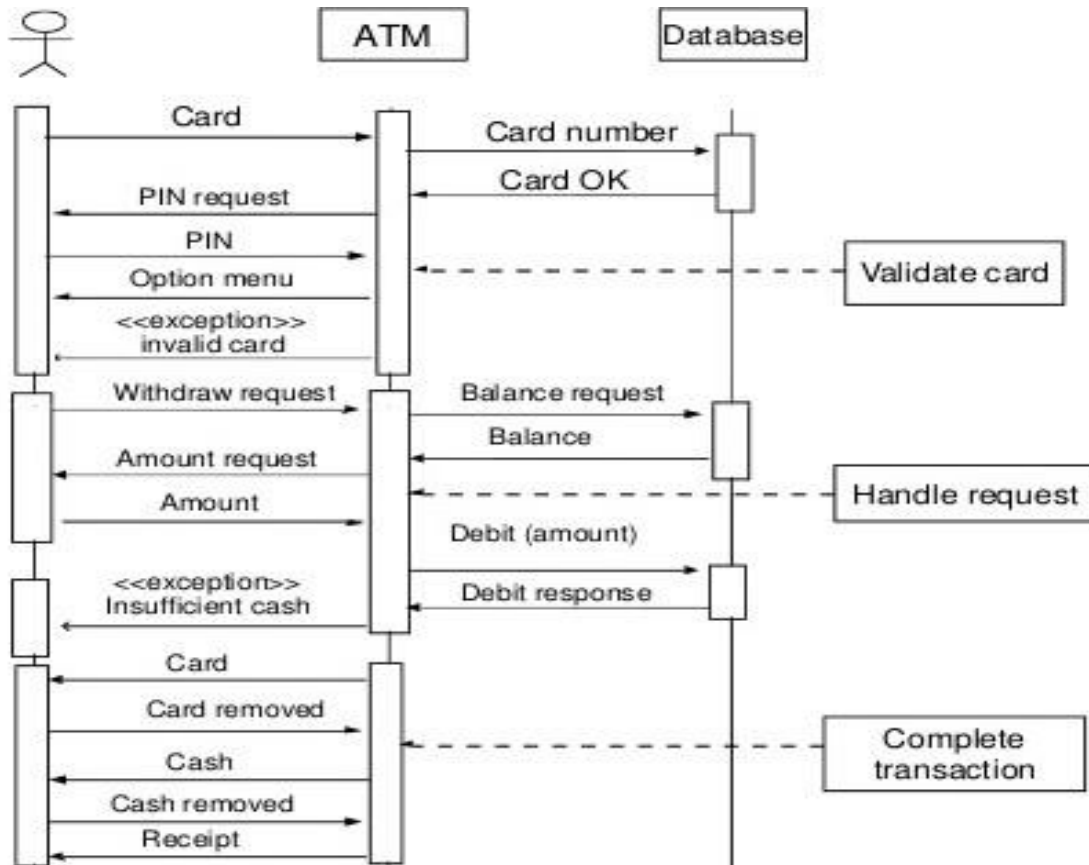 ATM
Database
Card
Card number
Card OK
PIN request
PIN
Validate card
Option menu
<<exception>>
invalid card
Withdraw request
Balance request
Balance
Amount request
Handle request
Amount
Debit (amount)
<<exception>>
Insufficient cash
Debit response
Card
Card removed
Complete
transaction
Cash
Cash removed
Receipt